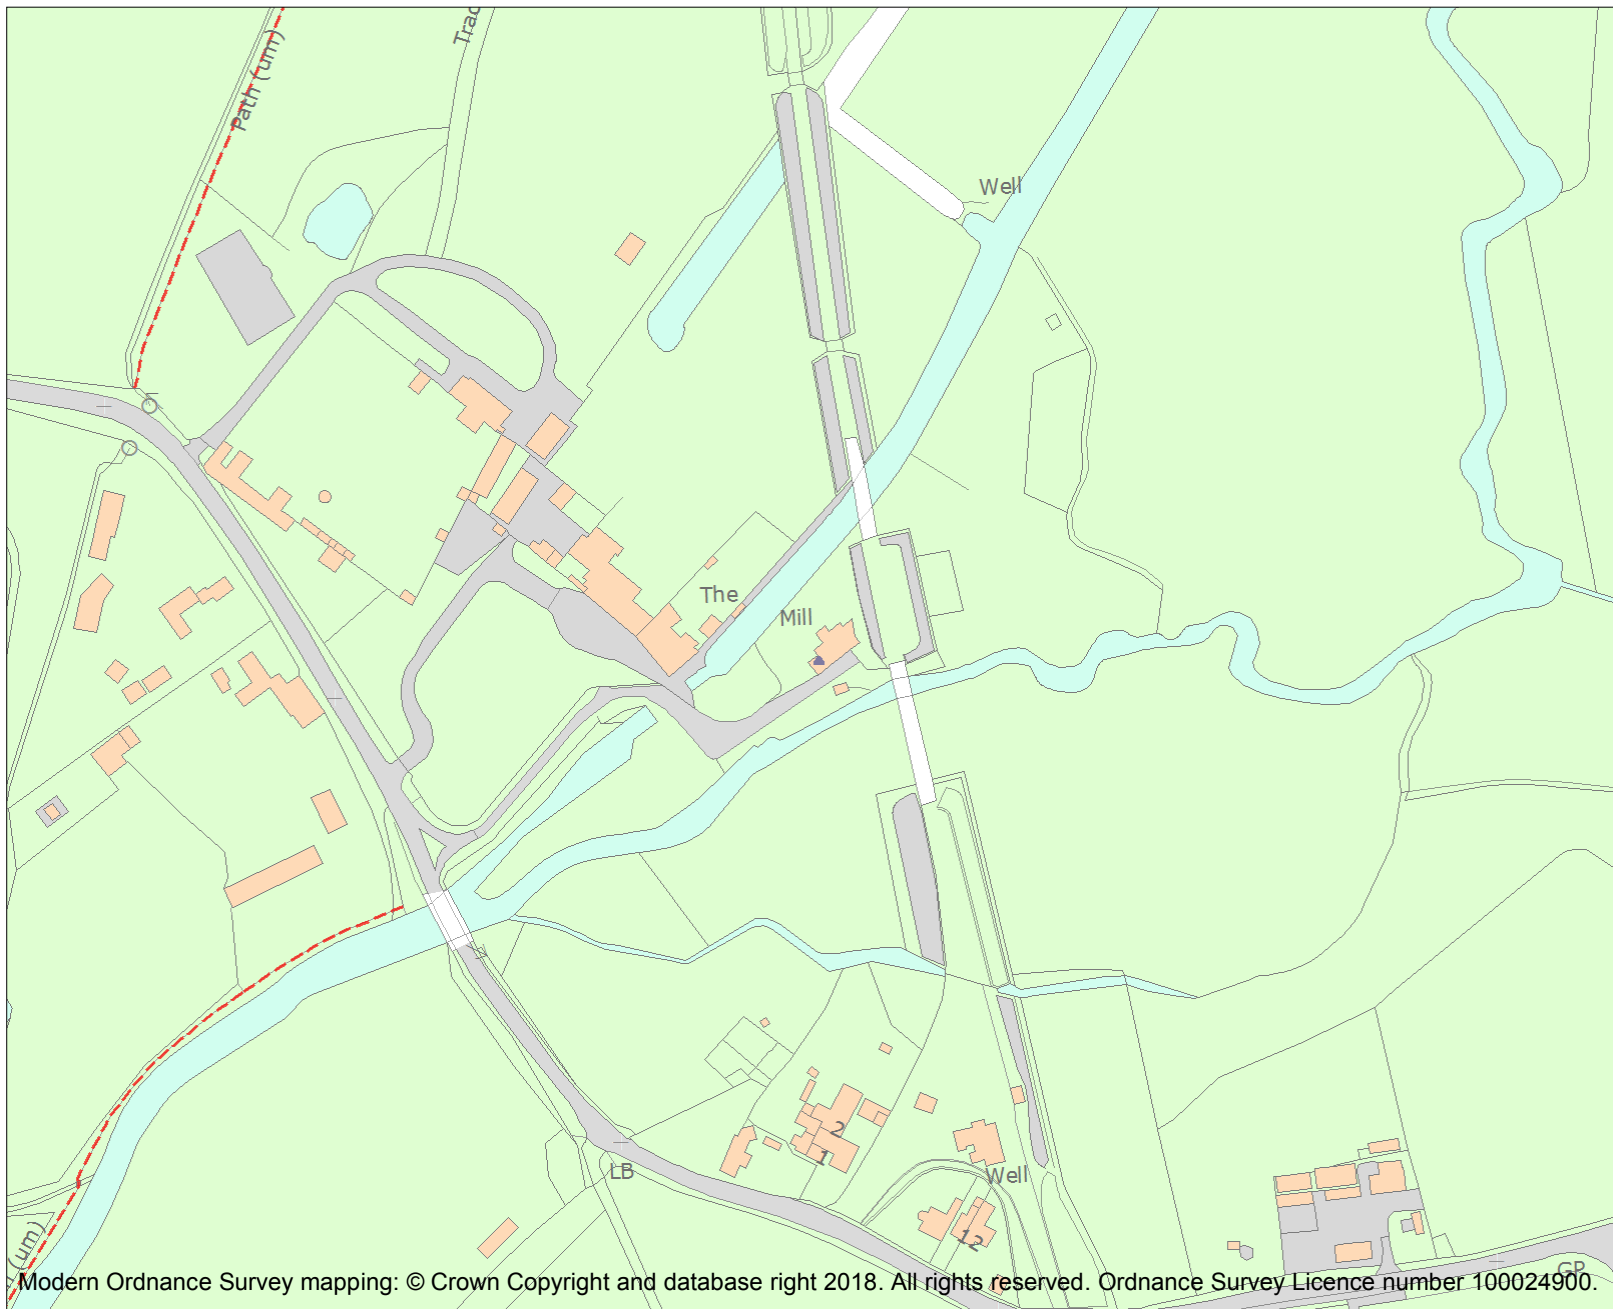 Path (um)
Trac
Well
The
Mill
2
1
LB
Well
12
(um)
GP
Modern Ordnance Survey mapping: © Crown Copyright and database right 2018. All rights reserved. Ordnance Survey Licence number 100024900.